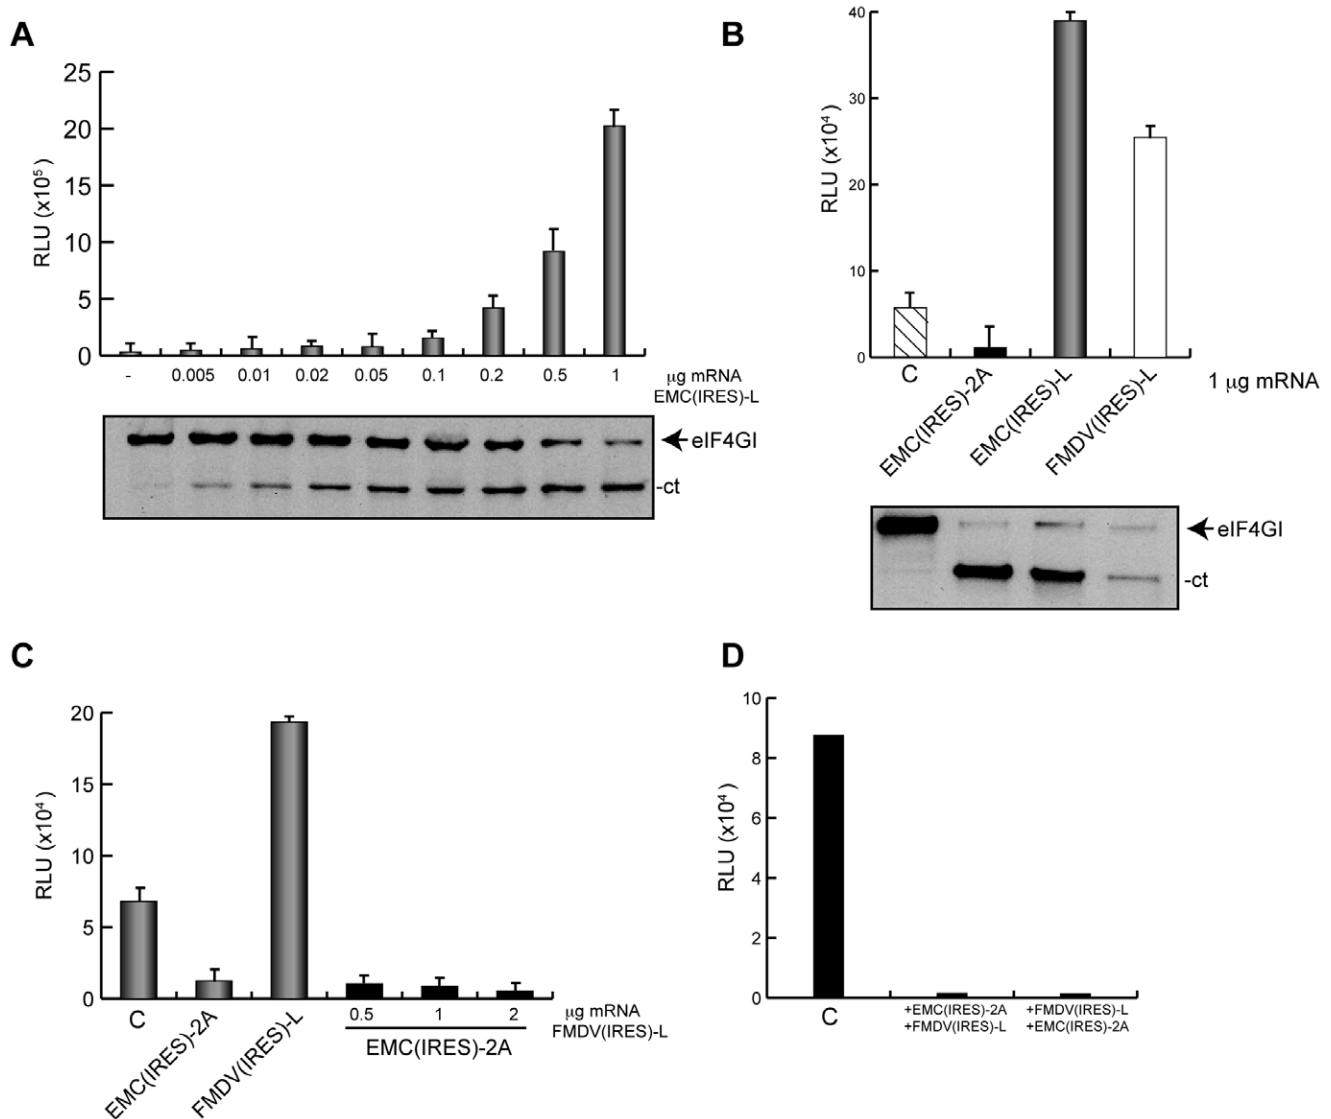 A
25
20
15
10
5
0
RLU (x10⁵)
- 0.005 0.01 0.02 0.05 0.1 0.2 0.5 1 μg mRNA
EMC(IRES)-L
eIF4GI
-ct
B
40
30
20
10
0
RLU (x10⁴)
C EMC(IRES)-2A EMC(IRES)-L FMDV(IRES)-L
1 μg mRNA
eIF4GI
-ct
C
20
15
10
5
0
RLU (x10⁴)
C EMC(IRES)-2A FMDV(IRES)-L 0.5 1 2 μg mRNA
FMDV(IRES)-L
EMC(IRES)-2A
D
10
8
6
4
2
0
RLU (x10⁴)
C +EMC(IRES)-2A +FMDV(IRES)-L
+FMDV(IRES)-L +EMC(IRES)-2A